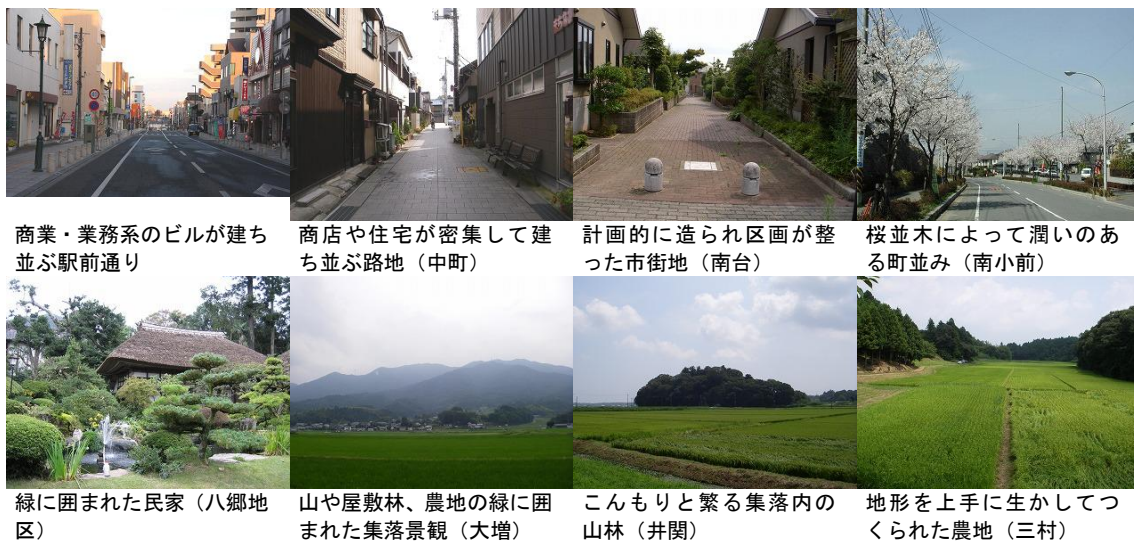 商業・業務系のビルが建ち
並ぶ駅前通り
商店や住宅が密集して建
ち並ぶ路地（中町）
計画的に造られ区画が整
った市街地（南台）
桜並木によって潤いのあ
る町並み（南小前）
緑に囲まれた民家（八郷地
区）
山や屋敷林、農地の緑に囲
まれた集落景観（大増）
こんもりと繁る集落内の
山林（井関）
地形を上手に生かしてつ
くられた農地（三村）